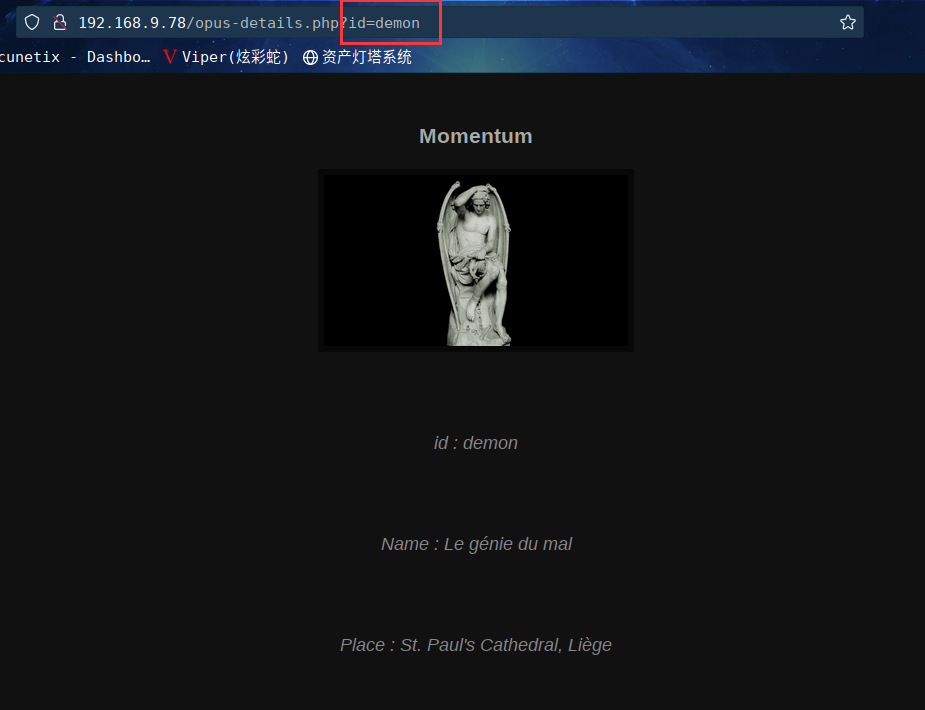 192.168.9.78/opus-details.php?id=demon
cunetix - Dashbo… Viper(炫彩蛇) 资产灯塔系统
Momentum
id : demon
Name : Le génie du mal
Place : St. Paul's Cathedral, Liège